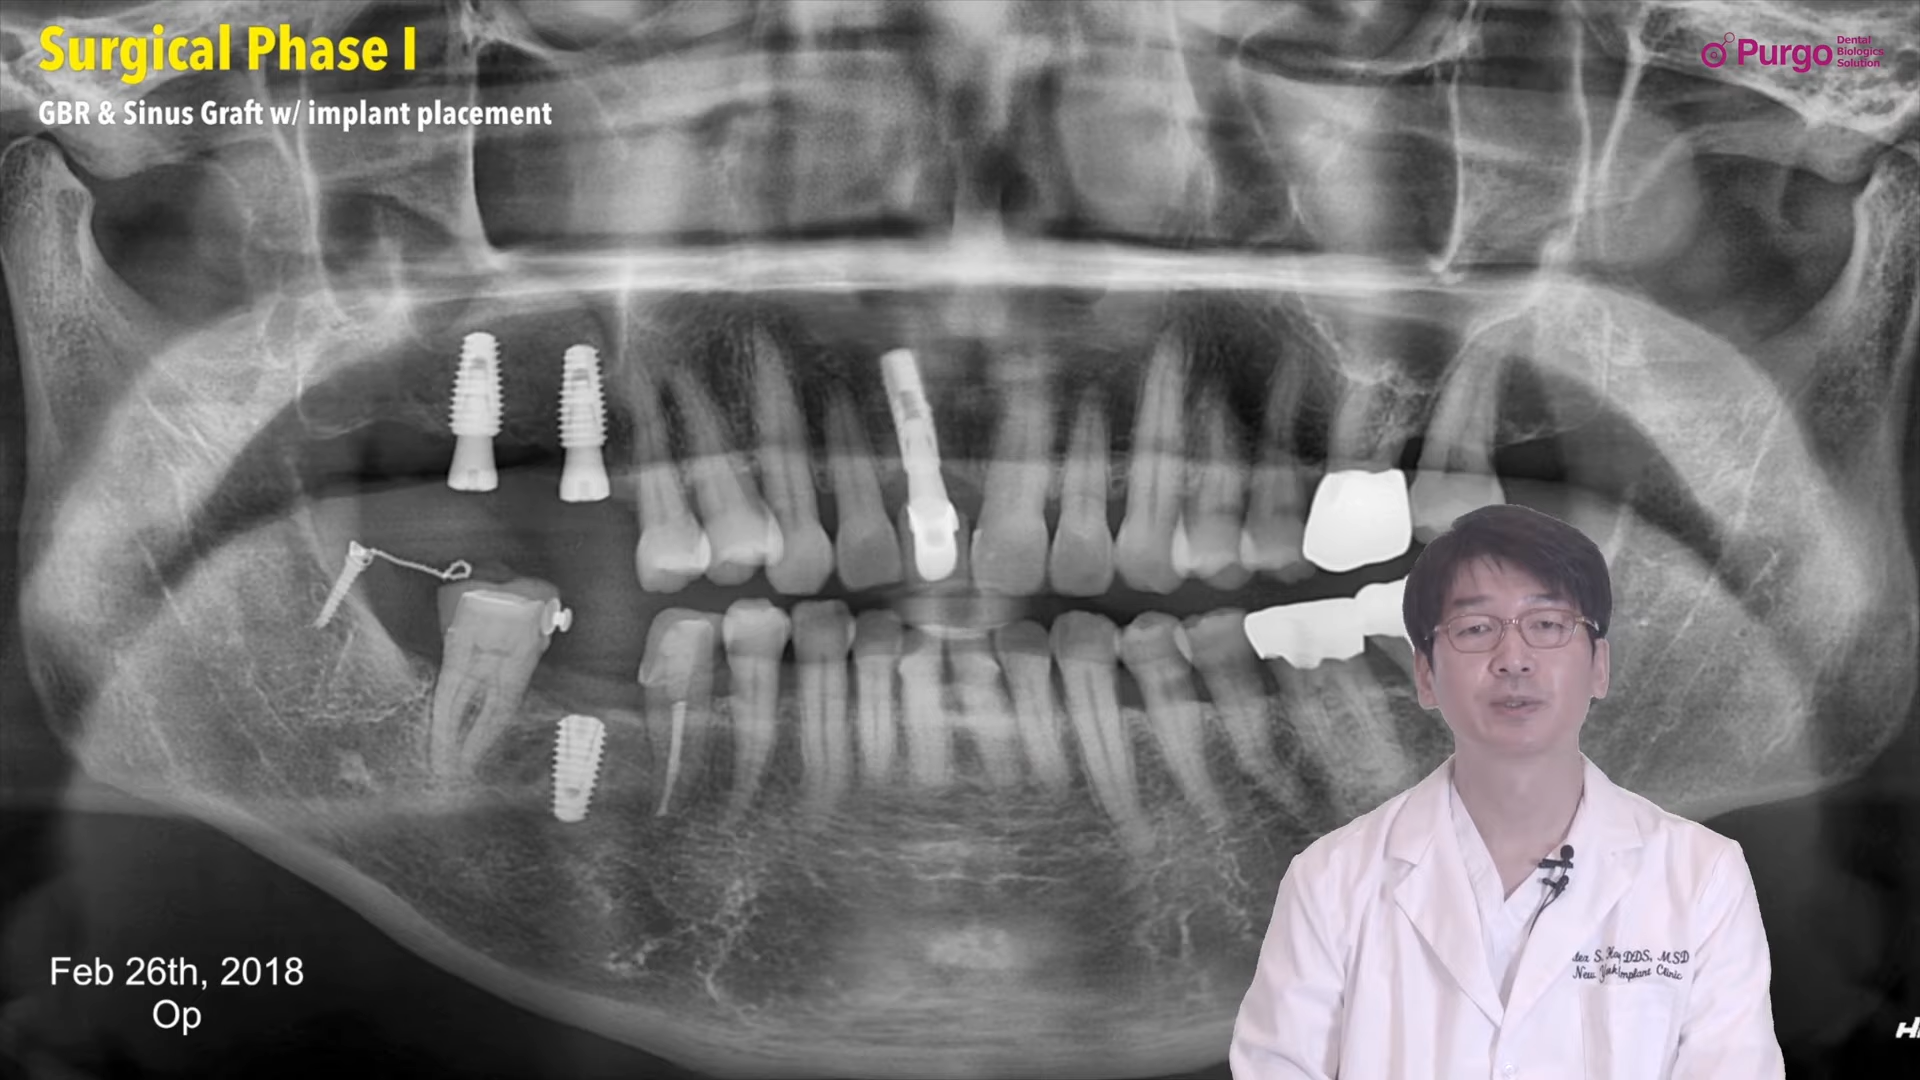 Surgical Phase I
GBR & Sinus Graft w/ implant placement
Purgo
Dental
Biologics
Solution
Feb 26th, 2018
Op
DDS, MSD
New York Implant Clinic